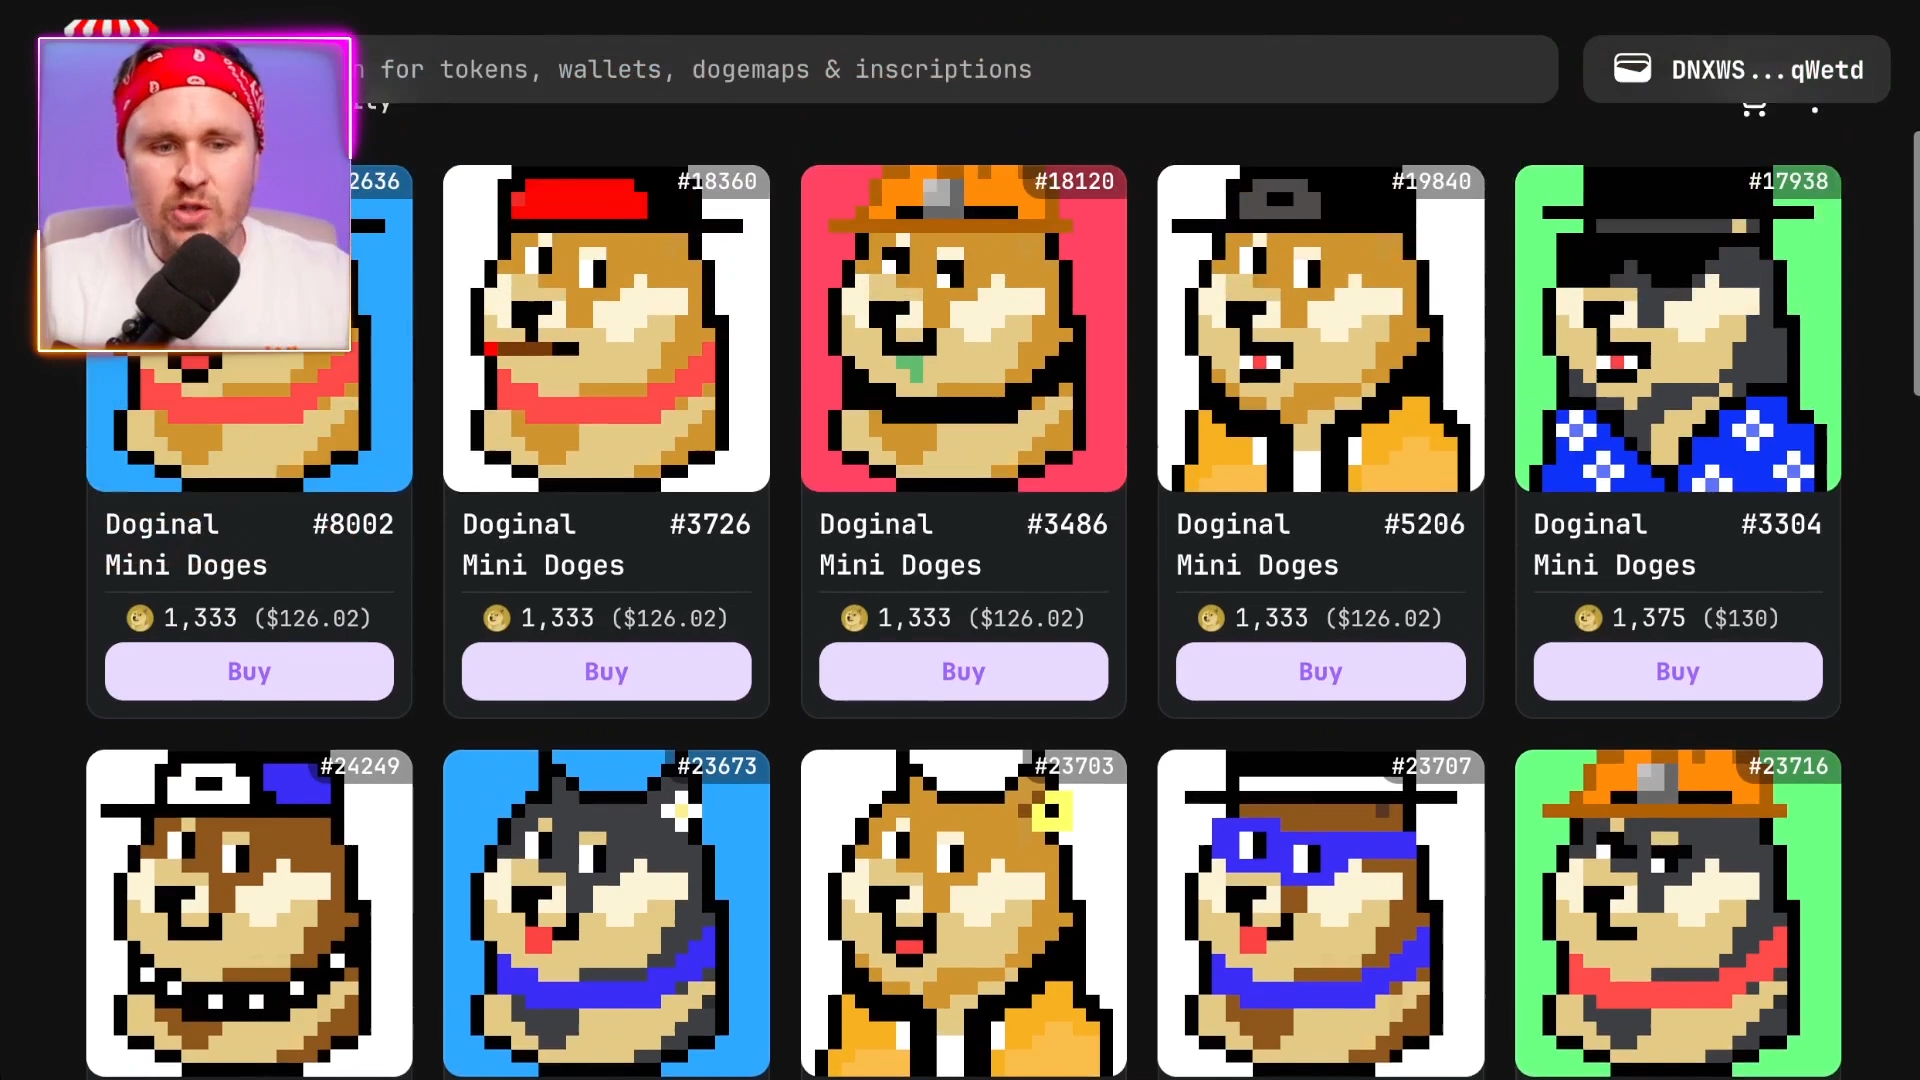 for tokens, wallets, dogemaps & inscriptions
DNXWS...qWetd
2636
#18360
#18120
#19840
#17938
Doginal #8002
Mini Doges
1,333 ($126.02)
Buy
Doginal #3726
Mini Doges
1,333 ($126.02)
Buy
Doginal #3486
Mini Doges
1,333 ($126.02)
Buy
Doginal #5206
Mini Doges
1,333 ($126.02)
Buy
Doginal #3304
Mini Doges
1,375 ($130)
Buy
#24249
#23673
#23703
#23707
#23716